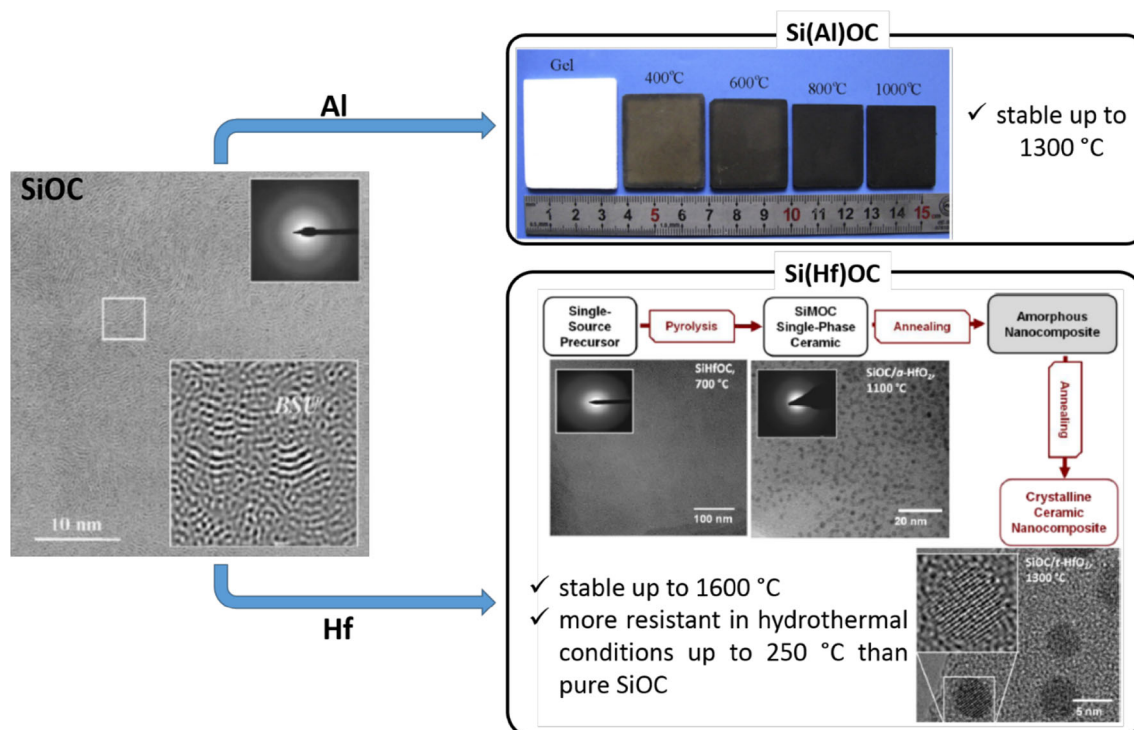 Si(Al)OC
Gel
400℃
600℃
800℃
1000℃
1 2 3 4 5 6 7 8 9 10 11 12 13 14 15
✓ stable up to
1300 °C
Al
SiOC
BSU
10 nm
Hf
Si(Hf)OC
Single-
Source
Precursor
Pyrolysis
SiMOC
Single-Phase
Ceramic
Annealing
Amorphous
Nanocomposite
SiHfOC,
700 °C
100 nm
SiOC/a-HfO₂,
1100 °C
20 nm
Annealing
Crystalline
Ceramic
Nanocomposite
SiOC/t-HfO₂,
1300 °C
5 nm
✓ stable up to 1600 °C
✓ more resistant in hydrothermal
conditions up to 250 °C than
pure SiOC